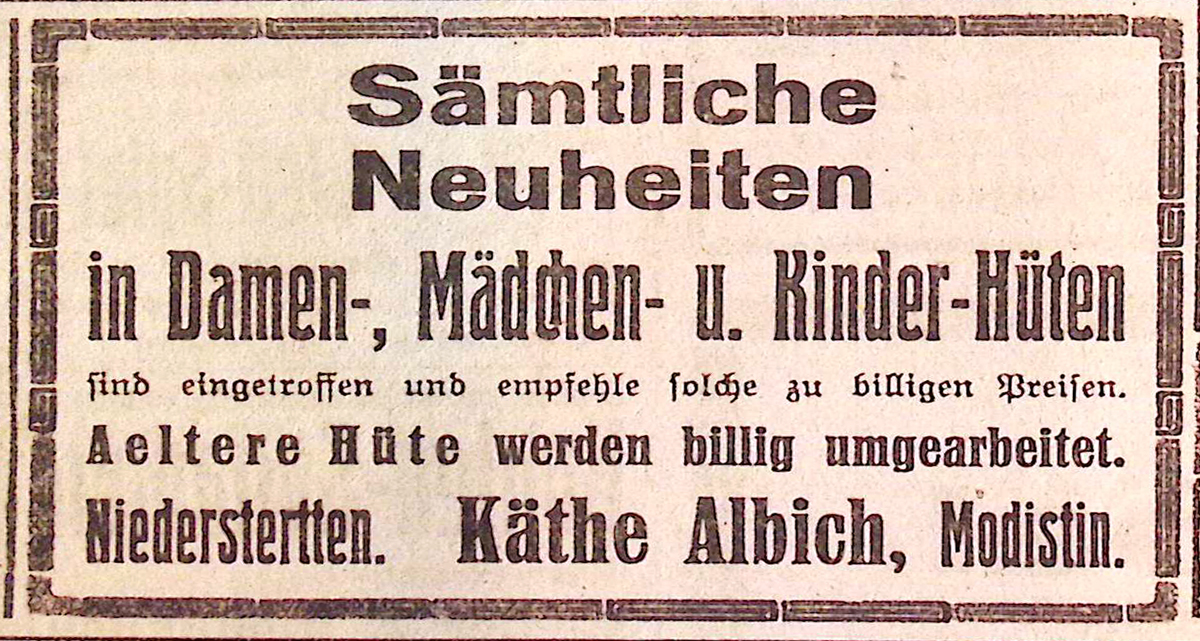 Sämtliche
Neuheiten
in Damen-, Mädchen- u. Kinder-Hüten
sind eingetroffen und empfehle solche zu billigen Preisen.
Aeltere Hüte werden billig umgearbeitet.
Niederstertten. Käthe Albich, Modistin.